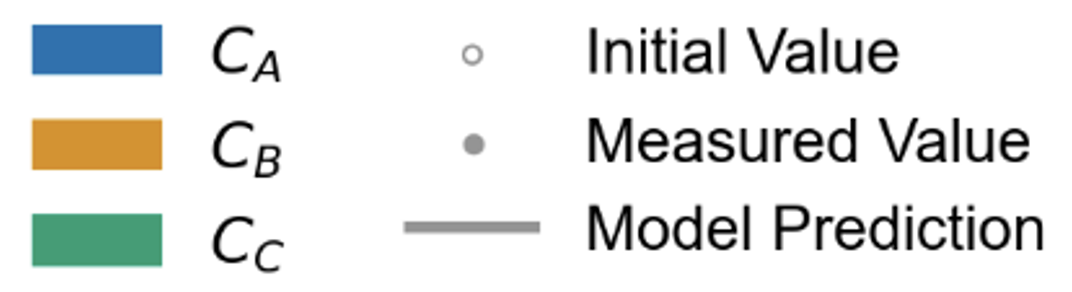 C_A Initial Value
C_B Measured Value
C_C Model Prediction